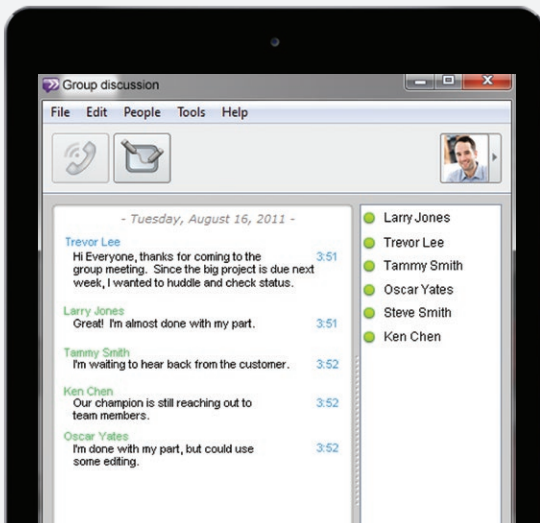 Group discussion
File Edit People Tools Help
- Tuesday, August 16, 2011 -
Trevor Lee
Hi Everyone, thanks for coming to the 3:51
group meeting. Since the big project is due next
week, I wanted to huddle and check status.
Larry Jones
Great! I'm almost done with my part. 3:51
Tammy Smith
I'm waiting to hear back from the customer. 3:52
Ken Chen
Our champion is still reaching out to 3:52
team members.
Oscar Yates
I'm done with my part, but could use 3:52
some editing.
Larry Jones
Trevor Lee
Tammy Smith
Oscar Yates
Steve Smith
Ken Chen